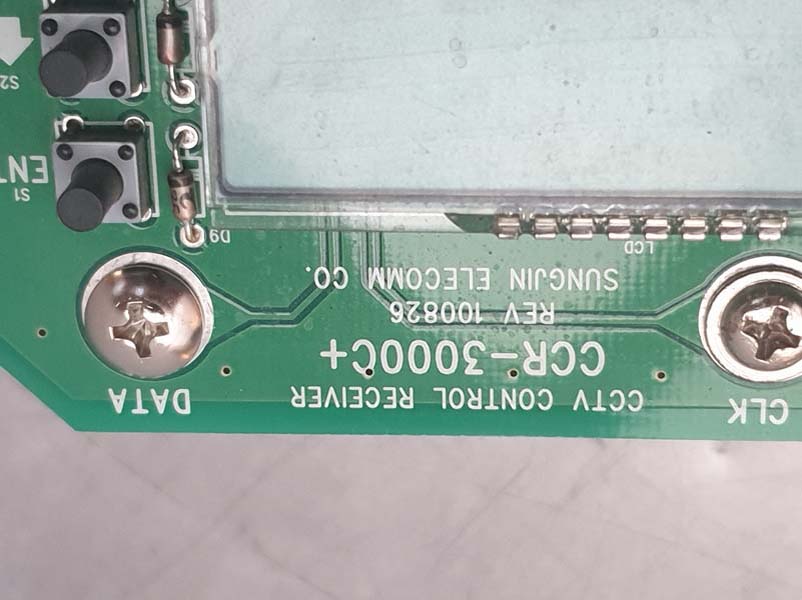 CCTV CONTROL RECEIVER
CCR-3000C+
REV 100826
SUNGJIN ELECOMM CO.
CLK
DATA
LCD
D9
S1
ENT
S2